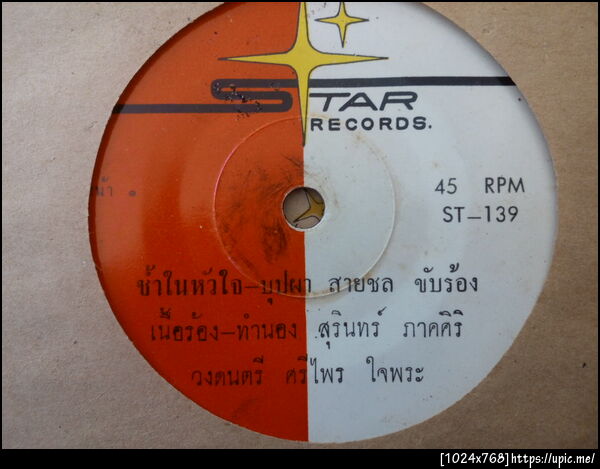 STAR
RECORDS.
45 RPM
ST-139
ช้ำในหัวใจ-บุปผา สายชล ขับร้อง
เนื้อร้อง-ทำนอง สุรินทร์ ภาคศิริ
วงดนตรี ศรีไพร ใจพระ
[1024x768]https://upic.me/